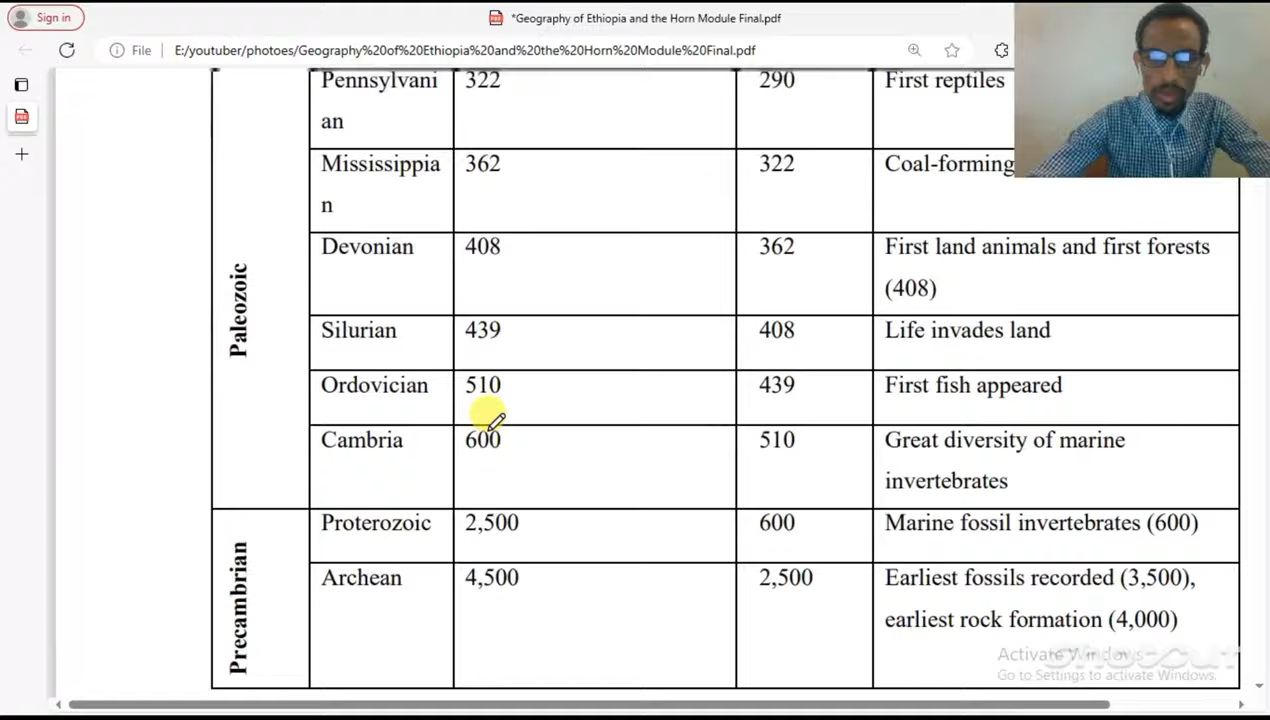 Sign in
*Geography of Ethiopia and the Horn Module Final.pdf
File
E:/youtuber/photoes/Geography%20of%20Ethiopia%20and%20the%20Horn%20Module%20Final.pdf
Pennsylvani
an
322
290
First reptiles
Mississippia
n
362
322
Coal-forming
Devonian
408
362
First land animals and first forests
(408)
Silurian
439
408
Life invades land
Ordovician
510
439
First fish appeared
Cambria
600
510
Great diversity of marine
invertebrates
Paleozoic
Proterozoic
2,500
600
Marine fossil invertebrates (600)
Archean
4,500
2,500
Earliest fossils recorded (3,500),
earliest rock formation (4,000)
Precambrian
Activate Windows
Go to Settings to activate Windows.